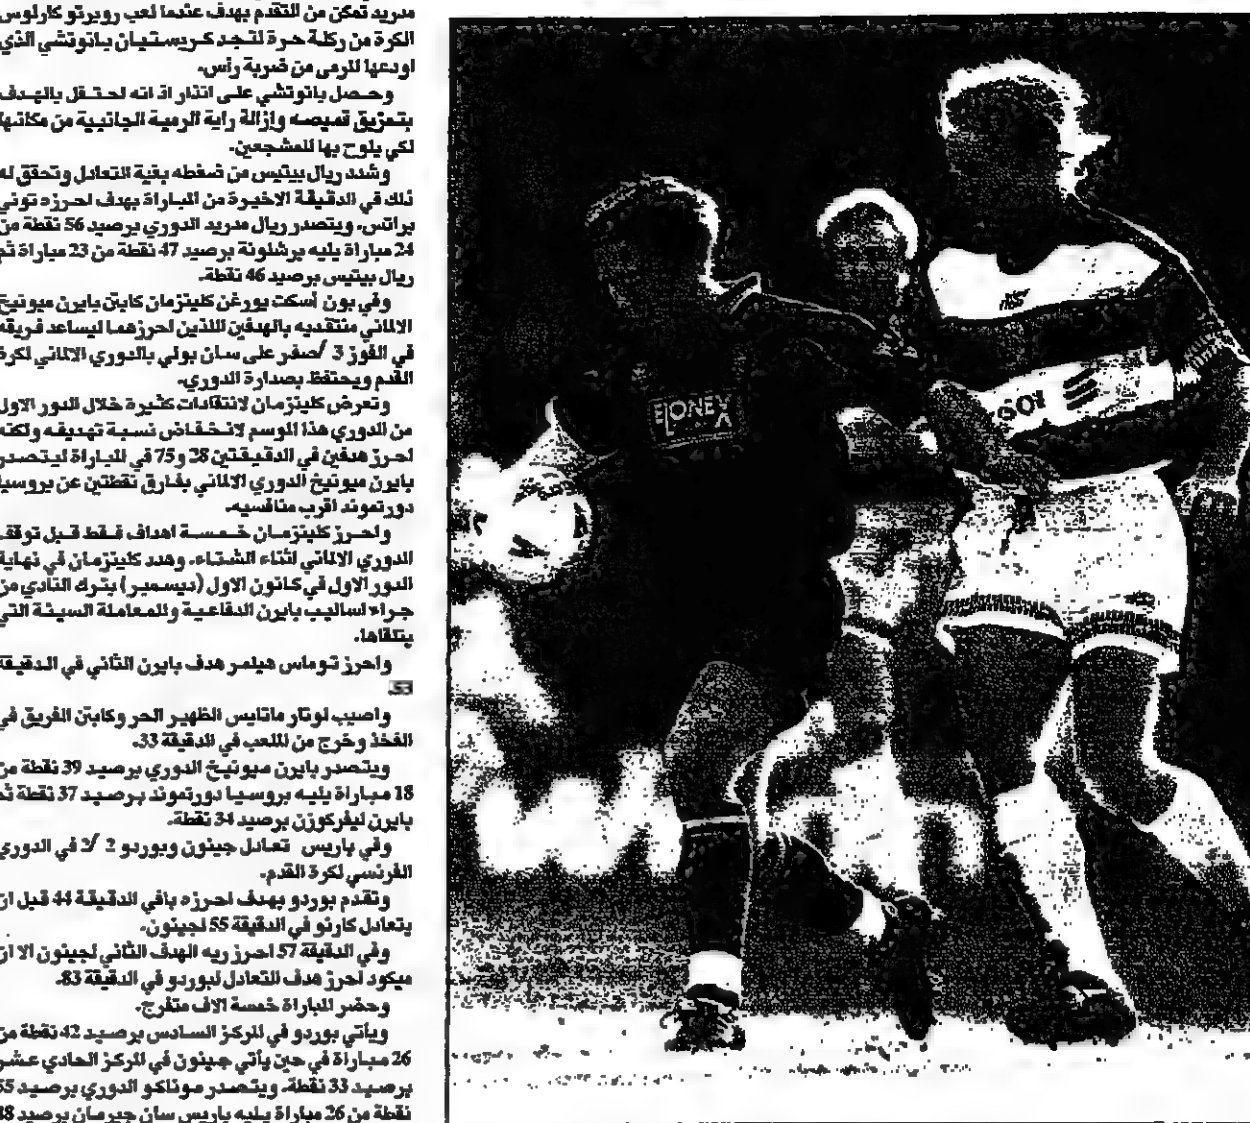 مدريد تمكن من التقدم بهدف عندما لعب روبرتو كارلوس
الكرة من ركلة حرة لتجد كريستيان بانوتشي الذي
اودعها المرمى من ضربة رأس.
وحصل بانوتشي على انذار اذ انه احتفل بالهدف
بتمزيق قميصه وازالة راية الرمية الجانبية من مكانها
لكي يلوح بها للمشجعين.
وشدد ريال بيتيس من ضغطه بغية التعادل وتحقق له
ذلك في الدقيقة الاخيرة من المباراة بهدف احرزه توني
براتس. ويتصدر ريال مدريد الدوري برصيد 56 نقطة من
24 مباراة يليه برشلونة برصيد 47 نقطة من 23 مباراة ثم
ريال بيتيس برصيد 46 نقطة.
وفي بون أسكت يورغن كلينزمان كابتن بايرن ميونيخ
الالماني منتقديه بالهدفين اللذين احرزهما ليساعد فريقه
في الفوز 3 /صفر على سان بولي بالدوري الالماني لكرة
القدم ويحتفظ بصدارة الدوري.
وتعرض كلينزمان لانتقادات كثيرة خلال الدور الاول
من الدوري هذا الموسم لانخفاض نسبة تهديفه ولكنه
احرز هدفين في الدقيقتين 28 و75 في المباراة ليتصدر
بايرن ميونيخ الدوري الالماني بفارق نقطتين عن بروسيا
دورتموند اقرب منافسيه.
واحرز كلينزمان خمسة اهداف فقط قبل توقف
الدوري الالماني اثناء الشتاء. وهدد كلينزمان في نهاية
الدور الاول في كانون الاول (ديسمبر) بترك النادي من
جراء اساليب بايرن الدفاعية والمعاملة السيئة التي
يتلقاها.
واحرز توماس هيلمر هدف بايرن الثاني في الدقيقة
53.
واصيب لوتار ماتايس الظهير الحر وكابتن الفريق في
الفخذ وخرج من الملعب في الدقيقة 33.
ويتصدر بايرن ميونيخ الدوري برصيد 39 نقطة من
18 مباراة يليه بروسيا دورتموند برصيد 37 نقطة ثم
بايرن ليفركوزن برصيد 34 نقطة.
وفي باريس تعادل جينون وبوردو 2 /2 في الدوري
الفرنسي لكرة القدم.
وتقدم بوردو بهدف احرزه بافي الدقيقة 44 قبل ان
يتعادل كارنو في الدقيقة 55 لجينون.
وفي الدقيقة 57 احرز ريه الهدف الثاني لجينون الا ان
ميكود احرز هدف التعادل لبوردو في الدقيقة 83.
وحضر المباراة خمسة الاف متفرج.
ويأتي بوردو في المركز السادس برصيد 42 نقطة من
26 مباراة في حين يأتي جينون في المركز الحادي عشر
برصيد 33 نقطة. ويتصدر موناكو الدوري برصيد 55
نقطة من 26 مباراة يليه باريس سان جيرمان برصيد 48
ELONEX